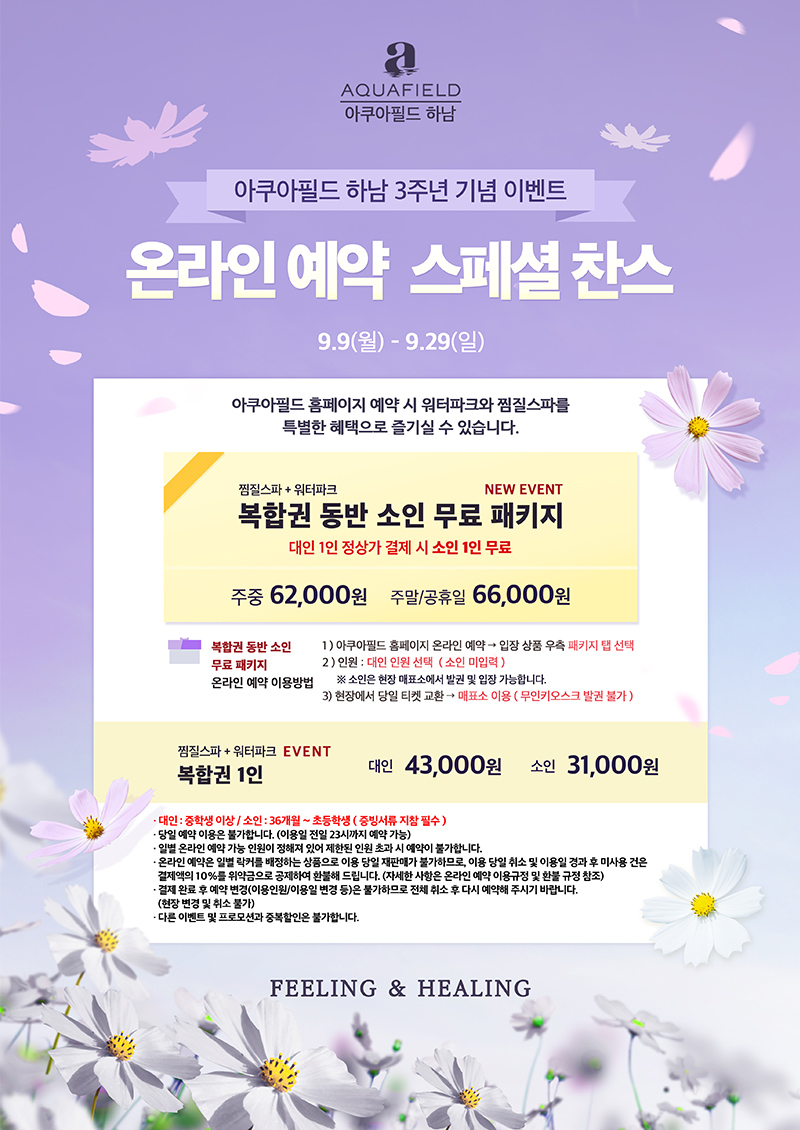 a
AQUAFIELD
아쿠아필드 하남
아쿠아필드 하남 3주년 기념 이벤트
온라인 예약 스페셜 찬스
9.9(월) - 9.29(일)
아쿠아필드 홈페이지 예약 시 워터파크와 찜질스파를
특별한 혜택으로 즐기실 수 있습니다.
찜질스파 + 워터파크 NEW EVENT
복합권 동반 소인 무료 패키지
대인 1인 정상가 결제 시 소인 1인 무료
주중 62,000원 주말/공휴일 66,000원
복합권 동반 소인
무료 패키지
온라인 예약 이용방법
1 ) 아쿠아필드 홈페이지 온라인 예약 → 입장 상품 우측 패키지 탭 선택
2 ) 인원 : 대인 인원 선택 ( 소인 미입력 )
※ 소인은 현장 매표소에서 발권 및 입장 가능합니다.
3) 현장에서 당일 티켓 교환 → 매표소 이용 ( 무인키오스크 발권 불가 )
찜질스파 + 워터파크 EVENT
복합권 1인
대인 43,000원 소인 31,000원
· 대인 : 중학생 이상 / 소인 : 36개월 ~ 초등학생 ( 증빙서류 지참 필수 )
· 당일 예약 이용은 불가합니다. (이용일 전일 23시까지 예약 가능)
· 일별 온라인 예약 가능 인원이 정해져 있어 제한된 인원 초과 시 예약이 불가합니다.
· 온라인 예약은 일별 락커를 배정하는 상품으로 이용 당일 재판매가 불가하므로, 이용 당일 취소 및 이용일 경과 후 미사용 건은
결제액의 10%를 위약금으로 공제하여 환불해 드립니다. (자세한 사항은 온라인 예약 이용규정 및 환불 규정 참조)
· 결제 완료 후 예약 변경(이용인원/이용일 변경 등)은 불가하므로 전체 취소 후 다시 예약해 주시기 바랍니다.
(현장 변경 및 취소 불가)
· 다른 이벤트 및 프로모션과 중복할인은 불가합니다.
FEELING & HEALING